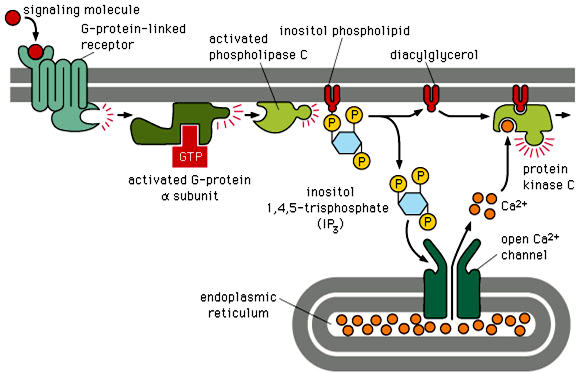 signaling molecule
G-protein-linked
receptor
activated
phospholipase C
inositol phospholipid
diacylglycerol
GTP
activated G-protein
α subunit
P
P
P
inositol
1,4,5-trisphosphate
(IP3)
P
P
P
protein
kinase C
Ca2+
open Ca2+
channel
endoplasmic
reticulum